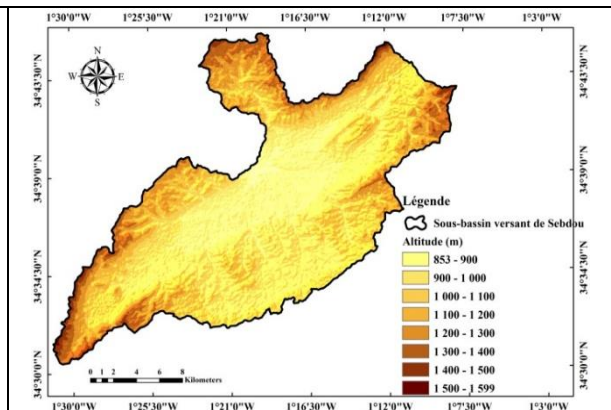 1°30'0"W 1°25'30"W 1°21'0"W 1°16'30"W 1°12'0"W 1°7'30"W 1°3'0"W
N
W E
S
34°43'30"N
34°39'0"N
34°34'30"N
34°30'0"N
34°43'30"N
34°39'0"N
34°34'30"N
34°30'0"N
Légende
Sous-bassin versant de Sebdou
Altitude (m)
853 - 900
900 - 1 000
1 000 - 1 100
1 100 - 1 200
1 200 - 1 300
1 300 - 1 400
1 400 - 1 500
1 500 - 1 599
0 1 2 4 6 8
Kilometers
1°30'0"W 1°25'30"W 1°21'0"W 1°16'30"W 1°12'0"W 1°7'30"W 1°3'0"W